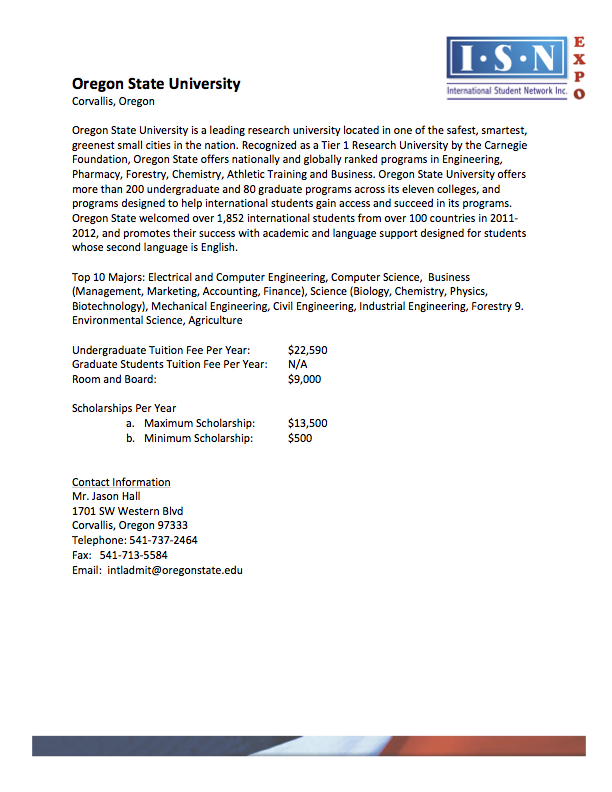 I·S·N
EXPO
International Student Network Inc.
Oregon State University
Corvallis, Oregon
Oregon State University is a leading research university located in one of the safest, smartest,
greenest small cities in the nation. Recognized as a Tier 1 Research University by the Carnegie
Foundation, Oregon State offers nationally and globally ranked programs in Engineering,
Pharmacy, Forestry, Chemistry, Athletic Training and Business. Oregon State University offers
more than 200 undergraduate and 80 graduate programs across its eleven colleges, and
programs designed to help international students gain access and succeed in its programs.
Oregon State welcomed over 1,852 international students from over 100 countries in 2011-
2012, and promotes their success with academic and language support designed for students
whose second language is English.
Top 10 Majors: Electrical and Computer Engineering, Computer Science,  Business
(Management, Marketing, Accounting, Finance), Science (Biology, Chemistry, Physics,
Biotechnology), Mechanical Engineering, Civil Engineering, Industrial Engineering, Forestry 9.
Environmental Science, Agriculture
Undergraduate Tuition Fee Per Year: $22,590
Graduate Students Tuition Fee Per Year: N/A
Room and Board: $9,000
Scholarships Per Year
a. Maximum Scholarship: $13,500
b. Minimum Scholarship: $500
Contact Information
Mr. Jason Hall
1701 SW Western Blvd
Corvallis, Oregon 97333
Telephone: 541-737-2464
Fax:  541-713-5584
Email:  intladmit@oregonstate.edu